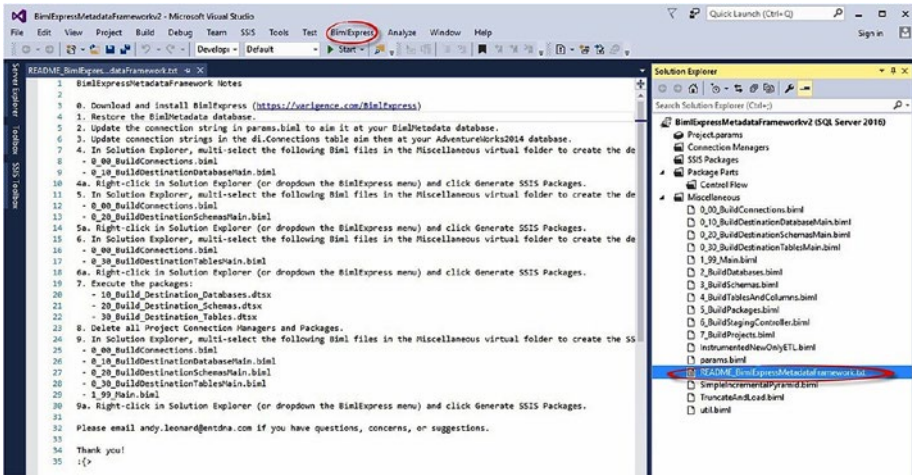 BimlExpressMetadataFrameworkv2 - Microsoft Visual Studio
Quick Launch (Ctrl+Q)
File Edit View Project Build Debug Team SSIS Tools Test BimlExpress Analyze Window Help
Sign in
Develop Default Start
README_BimlExpres...dataFramework.txt
Server Explorer
Toolbox
SSIS Toolbox
1 BimlExpressMetadataFramework Notes
2
3 0. Download and install BimlExpress (https://varigence.com/BimlExpress)
4 1. Restore the BimlMetadata database.
5 2. Update the connection string in params.biml to aim it at your BimlMetadata database.
6 3. Update connection strings in the di.Connections table aim them at your AdventureWorks2014 database.
7 4. In Solution Explorer, multi-select the following Biml files in the Miscellaneous virtual folder to create the de
8 - 0_00_BuildConnections.biml
9 - 0_10_BuildDestinationDatabaseMain.biml
10 4a. Right-click in Solution Explorer (or dropdown the BimlExpress menu) and click Generate SSIS Packages.
11 5. In Solution Explorer, multi-select the following Biml files in the Miscellaneous virtual folder to create the de
12 - 0_00_BuildConnections.biml
13 - 0_20_BuildDestinationSchemasMain.biml
14 5a. Right-click in Solution Explorer (or dropdown the BimlExpress menu) and click Generate SSIS Packages.
15 6. In Solution Explorer, multi-select the following Biml files in the Miscellaneous virtual folder to create the de
16 - 0_00_BuildConnections.biml
17 - 0_30_BuildDestinationTablesMain.biml
18 6a. Right-click in Solution Explorer (or dropdown the BimlExpress menu) and click Generate SSIS Packages.
19 7. Execute the packages:
20 - 10_Build_Destination_Databases.dtsx
21 - 20_Build_Destination_Schemas.dtsx
22 - 30_Build_Destination_Tables.dtsx
23 8. Delete all Project Connection Managers and Packages.
24 9. In Solution Explorer, multi-select the following Biml files in the Miscellaneous virtual folder to create the SS
25 - 0_00_BuildConnections.biml
26 - 0_10_BuildDestinationDatabaseMain.biml
27 - 0_20_BuildDestinationSchemasMain.biml
28 - 0_30_BuildDestinationTablesMain.biml
29 - 1_99_Main.biml
30 9a. Right-click in Solution Explorer (or dropdown the BimlExpress menu) and click Generate SSIS Packages.
31
32 Please email andy.leonard@entdna.com if you have questions, concerns, or suggestions.
33
34 Thank you!
35 :{>
Solution Explorer
Search Solution Explorer (Ctrl+;)
BimlExpressMetadataFrameworkv2 (SQL Server 2016)
Project.params
Connection Managers
SSIS Packages
Package Parts
Control Flow
Miscellaneous
0_00_BuildConnections.biml
0_10_BuildDestinationDatabaseMain.biml
0_20_BuildDestinationSchemasMain.biml
0_30_BuildDestinationTablesMain.biml
1_99_Main.biml
2_BuildDatabases.biml
3_BuildSchemas.biml
4_BuildTablesAndColumns.biml
5_BuildPackages.biml
6_BuildStagingController.biml
7_BuildProjects.biml
InstrumentedNewOnlyETL.biml
params.biml
README_BimlExpressMetadataFramework.txt
SimpleIncrementalPyramid.biml
TruncateAndLoad.biml
util.biml